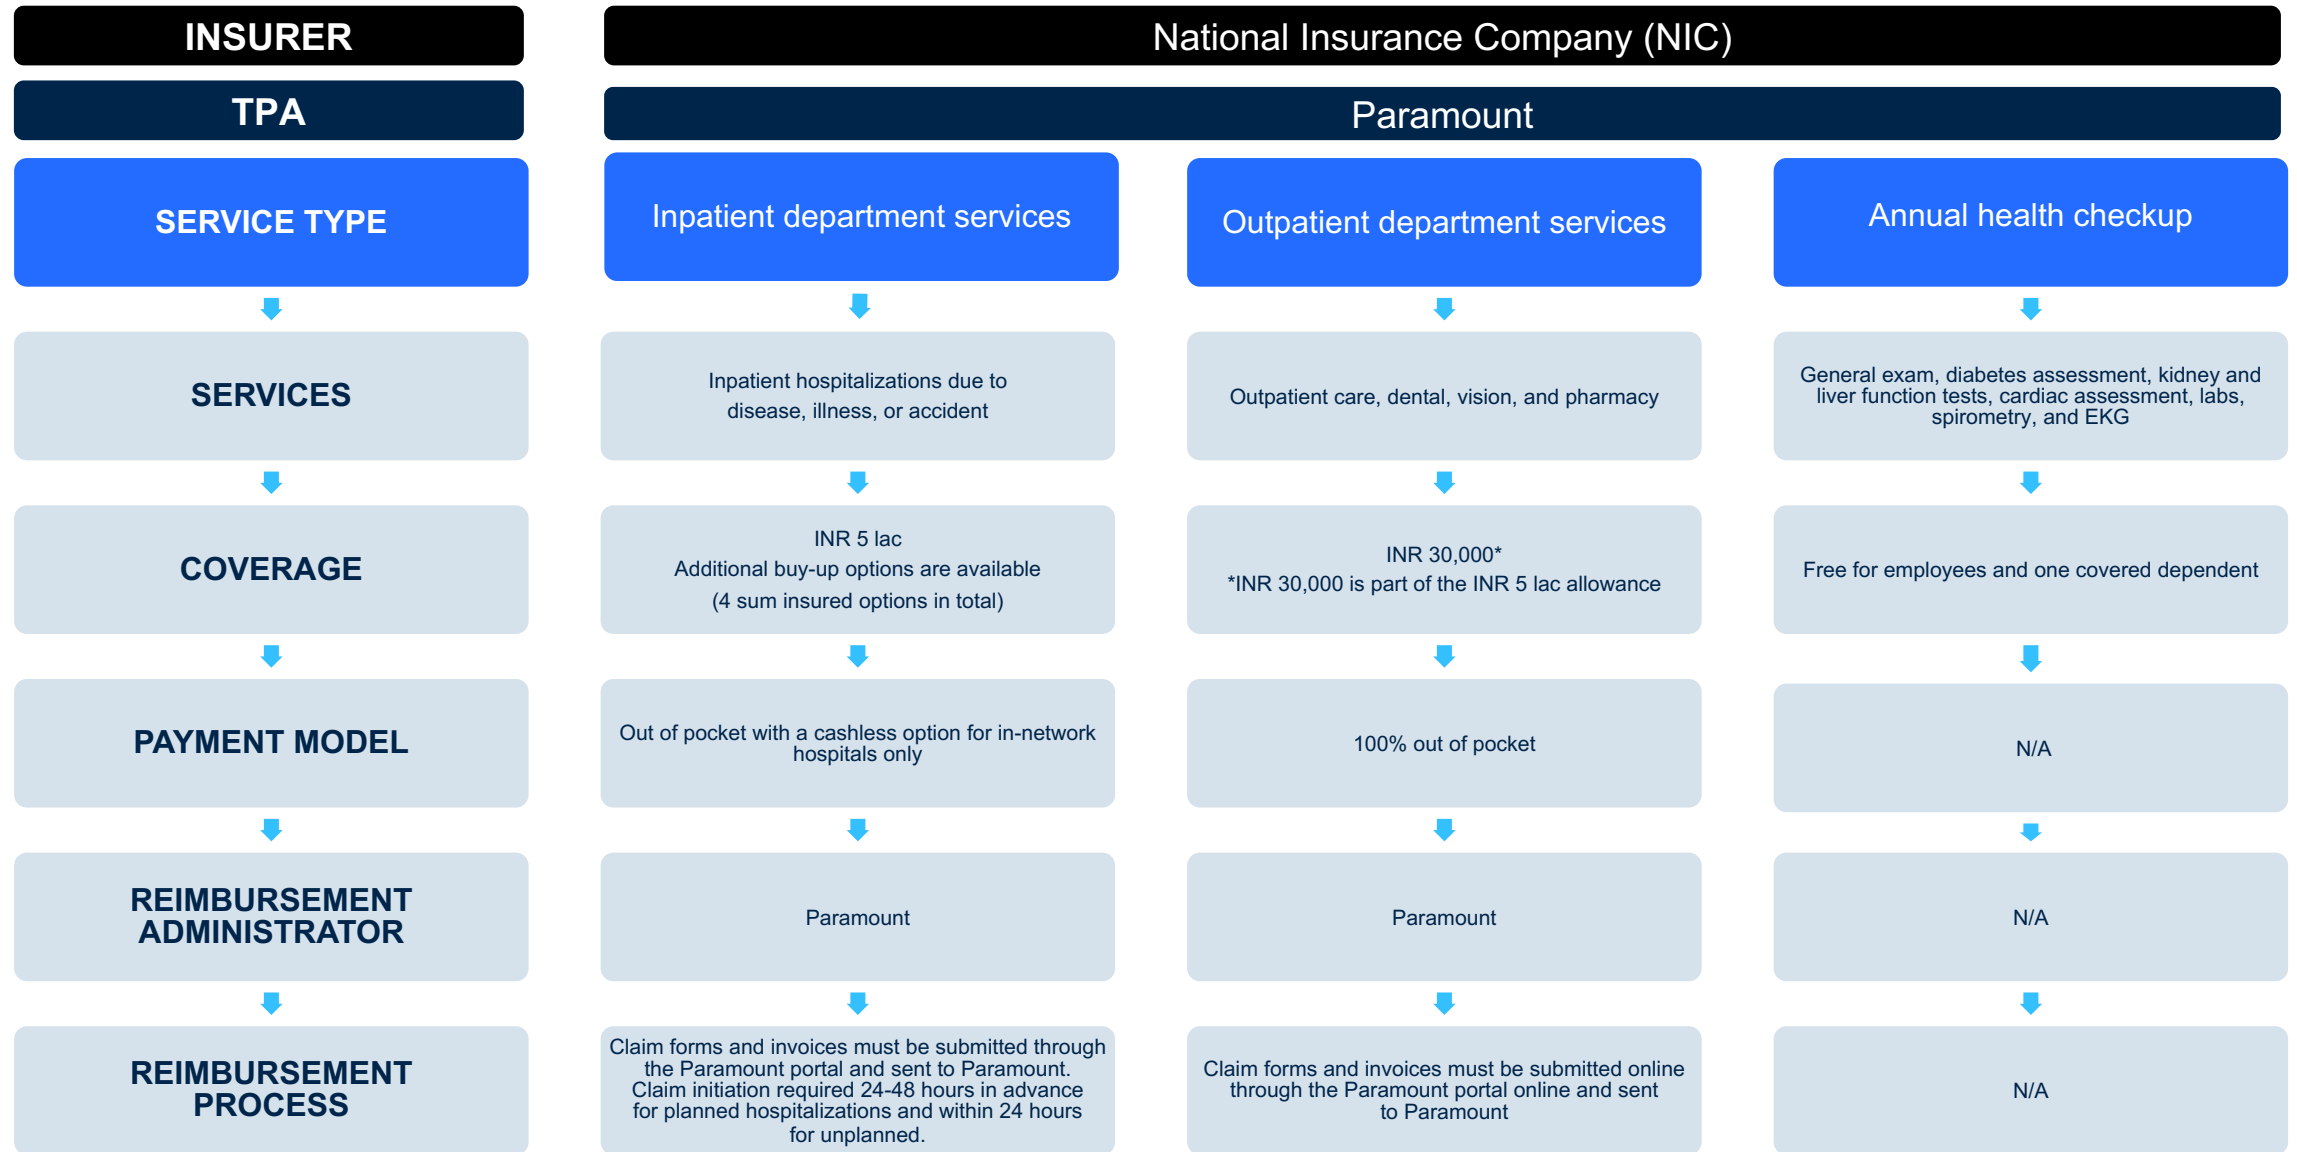 INSURER
National Insurance Company (NIC)
TPA
Paramount
SERVICE TYPE
Inpatient department services
Outpatient department services
Annual health checkup
SERVICES
Inpatient hospitalizations due to
disease, illness, or accident
Outpatient care, dental, vision, and pharmacy
General exam, diabetes assessment, kidney and
liver function tests, cardiac assessment, labs,
spirometry, and EKG
COVERAGE
INR 5 lac
Additional buy-up options are available
(4 sum insured options in total)
INR 30,000*
*INR 30,000 is part of the INR 5 lac allowance
Free for employees and one covered dependent
PAYMENT MODEL
Out of pocket with a cashless option for in-network
hospitals only
100% out of pocket
N/A
REIMBURSEMENT
ADMINISTRATOR
Paramount
Paramount
N/A
REIMBURSEMENT
PROCESS
Claim forms and invoices must be submitted through
the Paramount portal and sent to Paramount.
Claim initiation required 24-48 hours in advance
for planned hospitalizations and within 24 hours
for unplanned.
Claim forms and invoices must be submitted online
through the Paramount portal online and sent
to Paramount
N/A